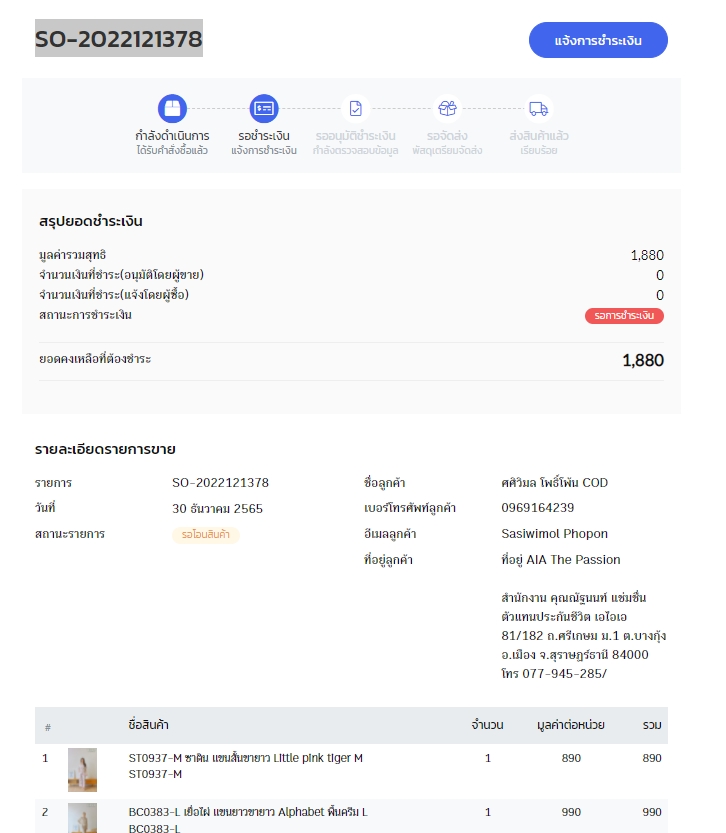 SO-2022121378
แจ้งการชำระเงิน
กำลังดำเนินการ
ได้รับคำสั่งซื้อแล้ว
รอชำระเงิน
แจ้งการชำระเงิน
รออนุมัติชำระเงิน
กำลังตรวจสอบข้อมูล
รอจัดส่ง
พัสดุเตรียมจัดส่ง
ส่งสินค้าแล้ว
เรียบร้อย
สรุปยอดชำระเงิน
มูลค่ารวมสุทธิ 1,880
จำนวนเงินที่ชำระ(อนุมัติโดยผู้ขาย) 0
จำนวนเงินที่ชำระ(แจ้งโดยผู้ซื้อ) 0
สถานะการชำระเงิน รอการชำระเงิน
ยอดคงเหลือที่ต้องชำระ 1,880
รายละเอียดรายการขาย
รายการ SO-2022121378
วันที่ 30 ธันวาคม 2565
สถานะรายการ รอโอนสินค้า
ชื่อลูกค้า ศศิวิมล โพธิ์โพ้น COD
เบอร์โทรศัพท์ลูกค้า 0969164239
อีเมลลูกค้า Sasiwimol Phopon
ที่อยู่ลูกค้า ที่อยู่ AIA The Passion
สำนักงาน คุณณัฐนนท์ แช่มชื่น
ตัวแทนประกันชีวิต เอไอเอ
81/182 ถ.ศรีเกษม ม.1 ต.บางกุ้ง
อ.เมือง จ.สุราษฎร์ธานี 84000
โทร 077-945-285/
# ชื่อสินค้า จำนวน มูลค่าต่อหน่วย รวม
1 ST0937-M ซาติน แขนสั้นขายาว Little pink tiger M 1 890 890
ST0937-M
2 BC0383-L เยื่อไผ่ แขนยาวขายาว Alphabet พื้นครีม L 1 990 990
BC0383-L